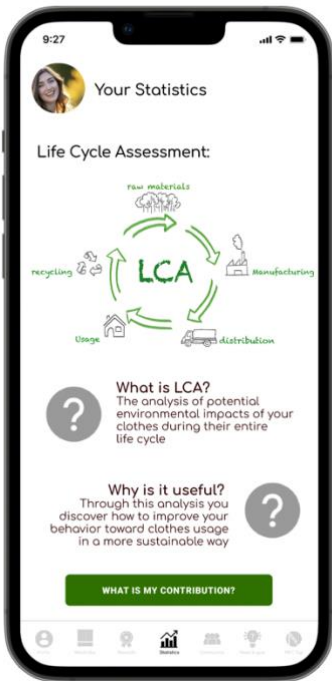 9:27
Your Statistics
Life Cycle Assessment:
raw materials
recycling
LCA
Manufacturing
Usage
distribution
What is LCA?
The analysis of potential
environmental impacts of your
clothes during their entire
life cycle
Why is it useful?
Through this analysis you
discover how to improve your
behavior toward clothes usage
in a more sustainable way
WHAT IS MY CONTRIBUTION?
Statistics